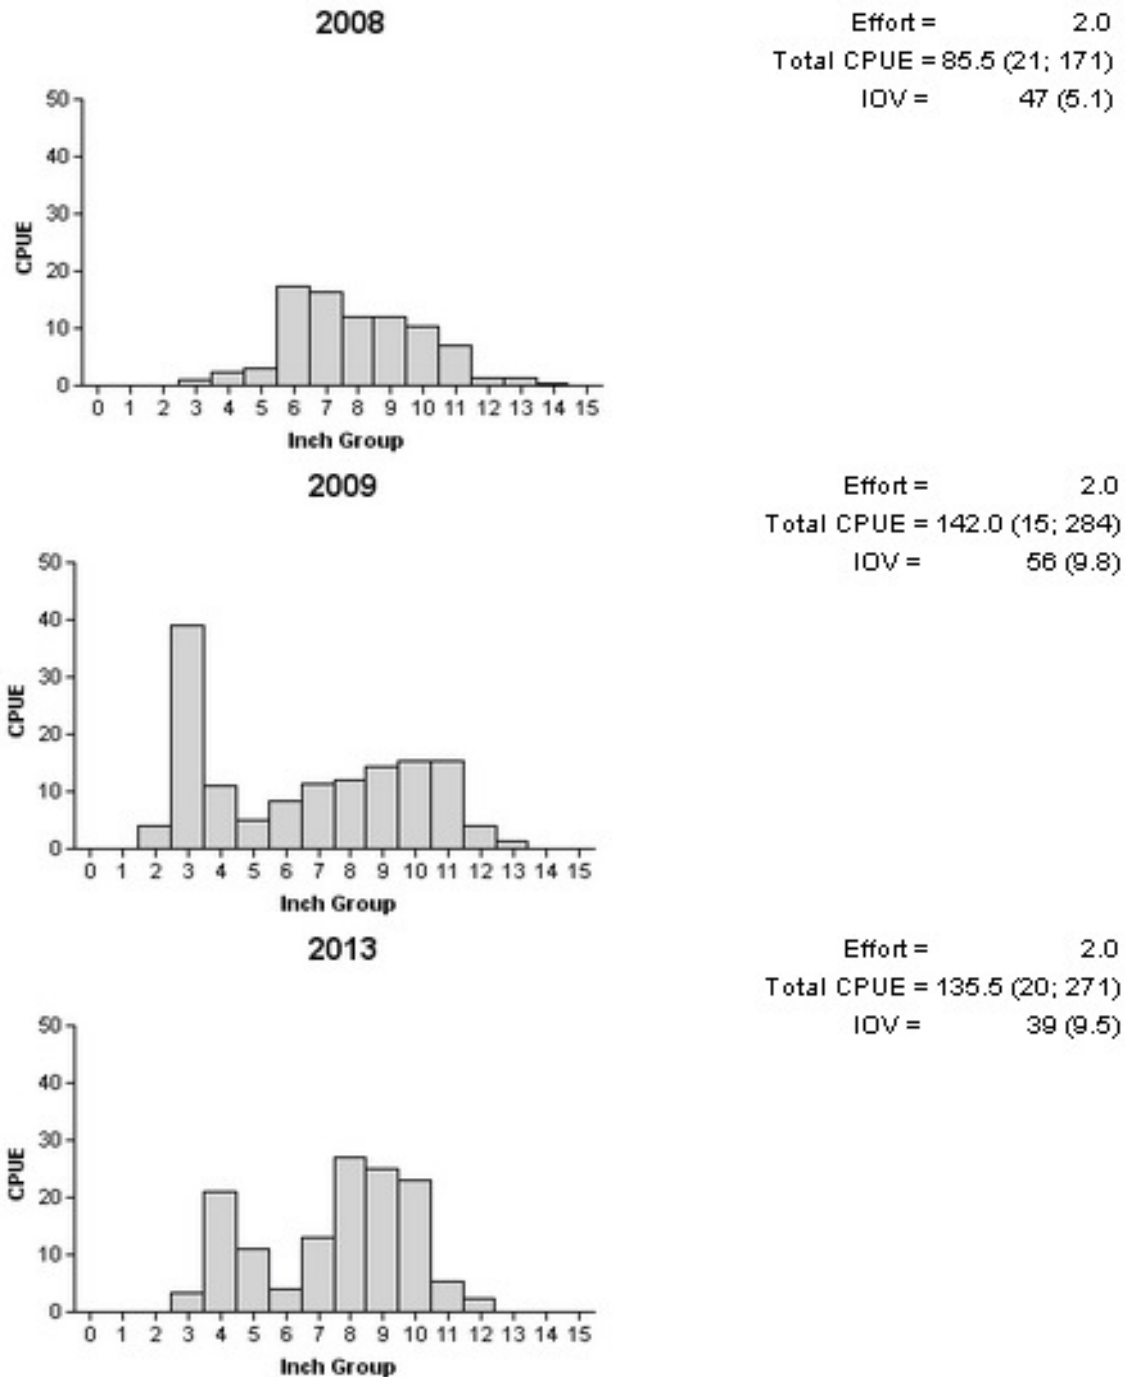 2008
Effort = 2.0
Total CPUE = 85.5 (21; 171)
IOV = 47 (5.1)
50
40
30
20
10
0
CPUE
0 1 2 3 4 5 6 7 8 9 10 11 12 13 14 15
Inch Group
2009
Effort = 2.0
Total CPUE = 142.0 (15; 284)
IOV = 56 (9.8)
50
40
30
20
10
0
CPUE
0 1 2 3 4 5 6 7 8 9 10 11 12 13 14 15
Inch Group
2013
Effort = 2.0
Total CPUE = 135.5 (20; 271)
IOV = 39 (9.5)
50
40
30
20
10
0
CPUE
0 1 2 3 4 5 6 7 8 9 10 11 12 13 14 15
Inch Group